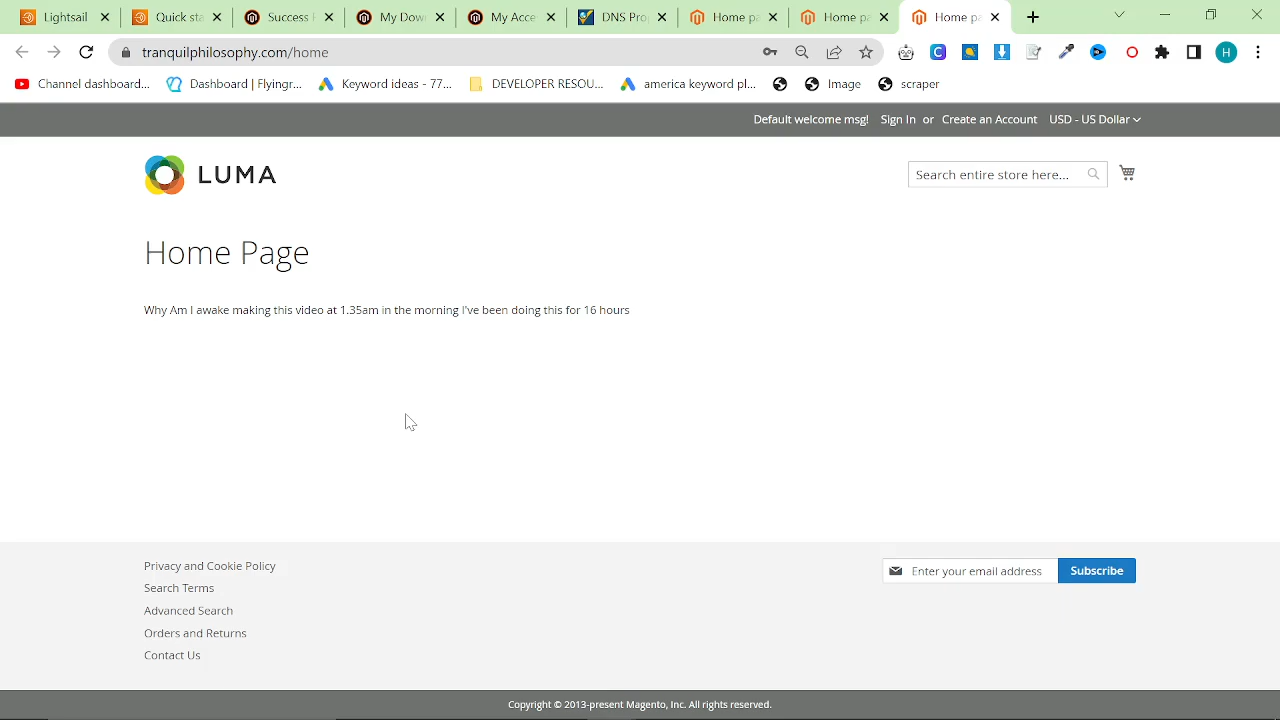 Lightsail
Quick sta
Success
My Dow
My Acce
DNS Pro
Home pa
Home pa
Home pa
tranquilphilosophy.com/home
H
Channel dashboard...
Dashboard | Flyingr...
Keyword ideas - 77...
DEVELOPER RESOU...
america keyword pl...
Image
scraper
Default welcome msg! Sign In or Create an Account USD - US Dollar
LUMA
Search entire store here...
Home Page
Why Am I awake making this video at 1.35am in the morning I've been doing this for 16 hours
Privacy and Cookie Policy
Search Terms
Advanced Search
Orders and Returns
Contact Us
Enter your email address
Subscribe
Copyright © 2013-present Magento, Inc. All rights reserved.